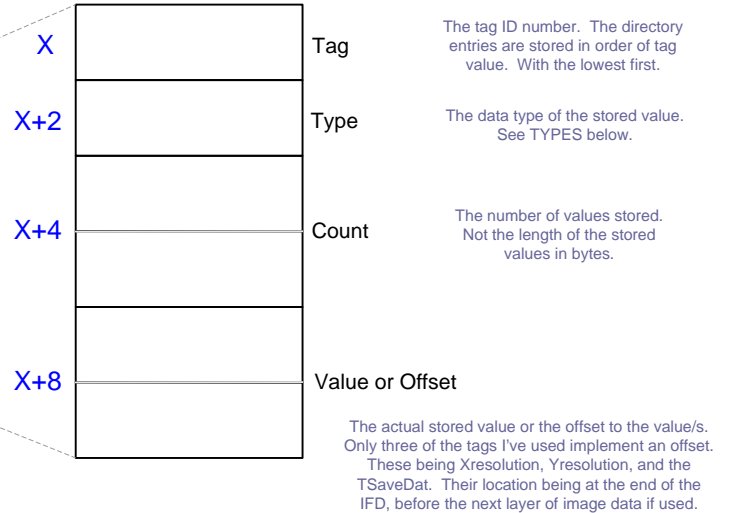 X
Tag
The tag ID number.  The directory
entries are stored in order of tag
value.  With the lowest first.
X+2
Type
The data type of the stored value.
See TYPES below.
X+4
Count
The number of values stored.
Not the length of the stored
values in bytes.
X+8
Value or Offset
The actual stored value or the offset to the value/s.
Only three of the tags I've used implement an offset.
These being Xresolution, Yresolution, and the
TSaveDat.  Their location being at the end of the
IFD, before the next layer of image data if used.